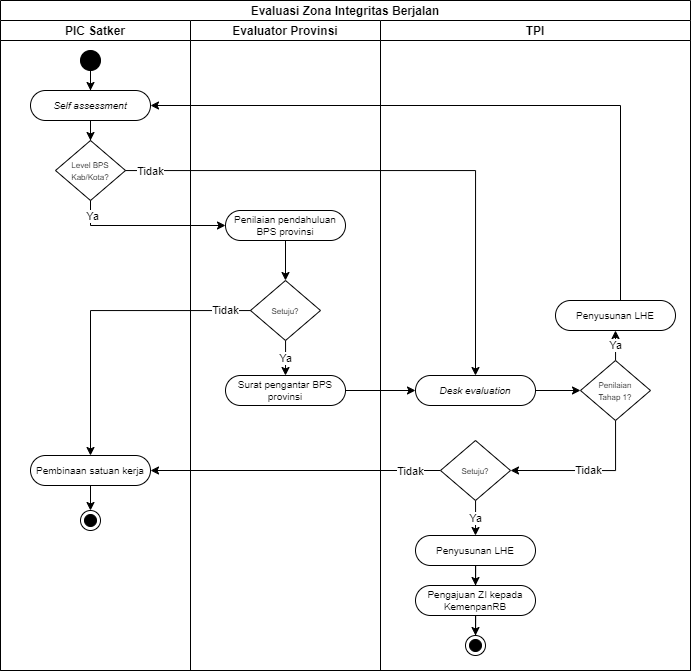 Evaluasi Zona Integritas Berjalan
PIC Satker
Evaluator Provinsi
TPI
Self assessment
Level BPS
Kab/Kota?
Tidak
Ya
Penilaian pendahuluan
BPS provinsi
Setuju?
Tidak
Ya
Surat pengantar BPS
provinsi
Desk evaluation
Penilaian
Tahap 1?
Ya
Penyusunan LHE
Tidak
Setuju?
Tidak
Pembinaan satuan kerja
Ya
Penyusunan LHE
Pengajuan ZI kepada
KemenpanRB